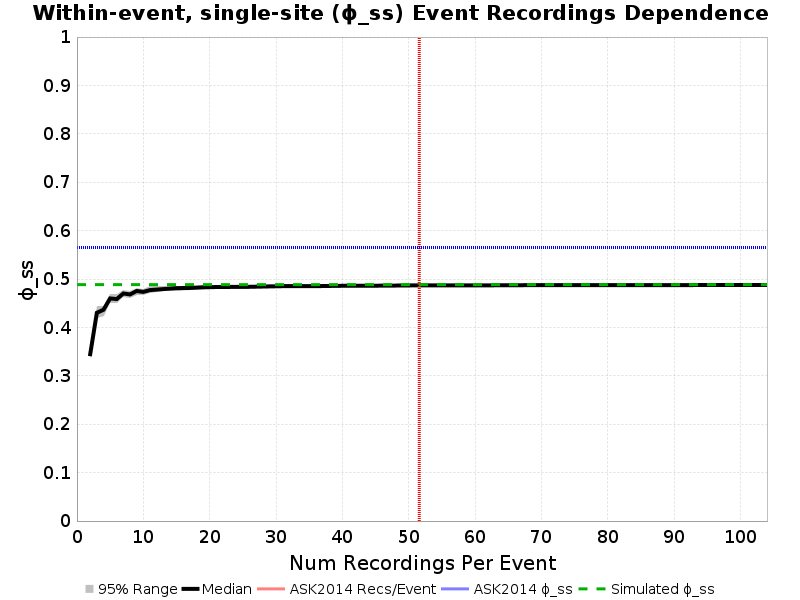 Within-event, single-site (ϕ_ss) Event Recordings Dependence
1
0.9
0.8
0.7
0.6
0.5
0.4
0.3
0.2
0.1
0
ϕ_ss
0 10 20 30 40 50 60 70 80 90 100
Num Recordings Per Event
95% Range Median ASK2014 Recs/Event ASK2014 ϕ_ss Simulated ϕ_ss